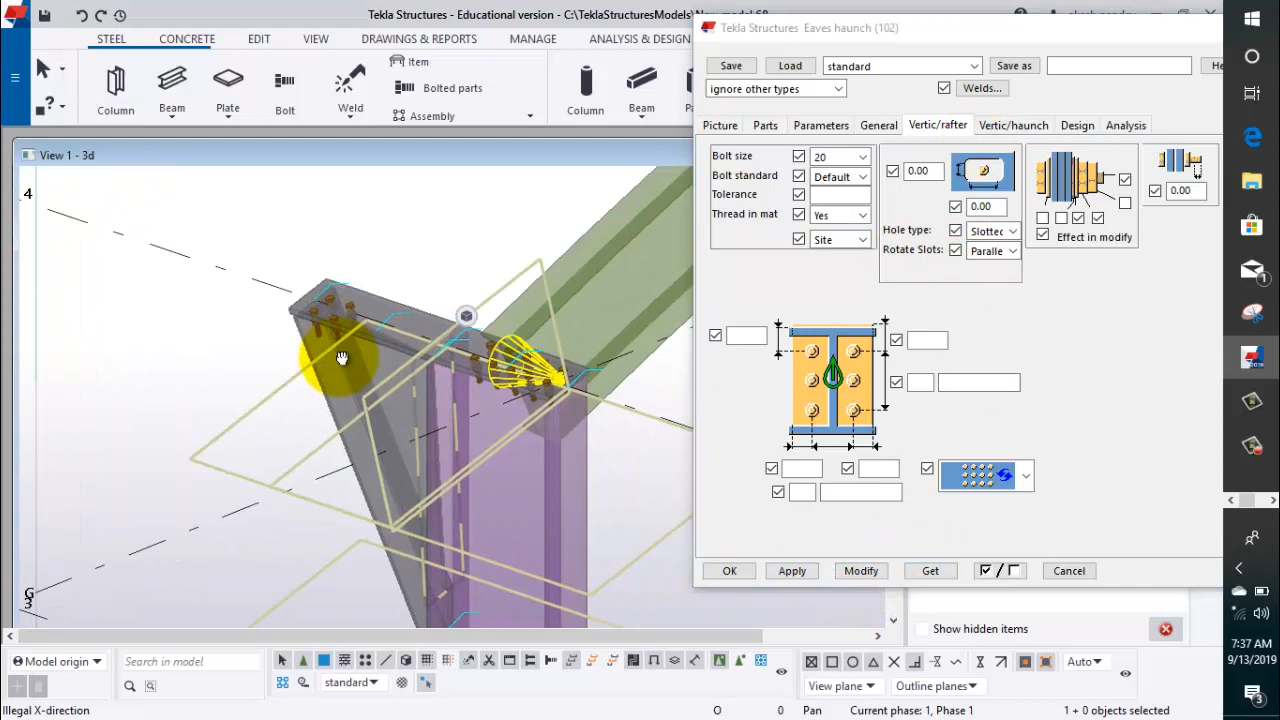 Tekla Structures - Educational version - C:\TeklaStructuresModels\New model 68
STEEL CONCRETE EDIT VIEW DRAWINGS & REPORTS MANAGE ANALYSIS & DESIGN
Item
Bolted parts
Assembly
Column Beam Plate Bolt Weld Column Beam
View 1 - 3d
4
G
3
Tekla Structures Eaves haunch (102)
Save Load standard Save as
ignore other types Welds...
Picture Parts Parameters General Vertic/rafter Vertic/haunch Design Analysis
Bolt size 20
Bolt standard Default
Tolerance
Thread in mat Yes
Site
0.00
0.00
Hole type:
Rotate Slots:
Effect in modify
0.00
OK Apply Modify Get / Cancel
Show hidden items
Model origin Search in model
standard
Auto
View plane Outline planes
Illegal X-direction O 0 Pan Current phase: 1, Phase 1 1 + 0 objects selected
1
7:37 AM
9/13/2019
3